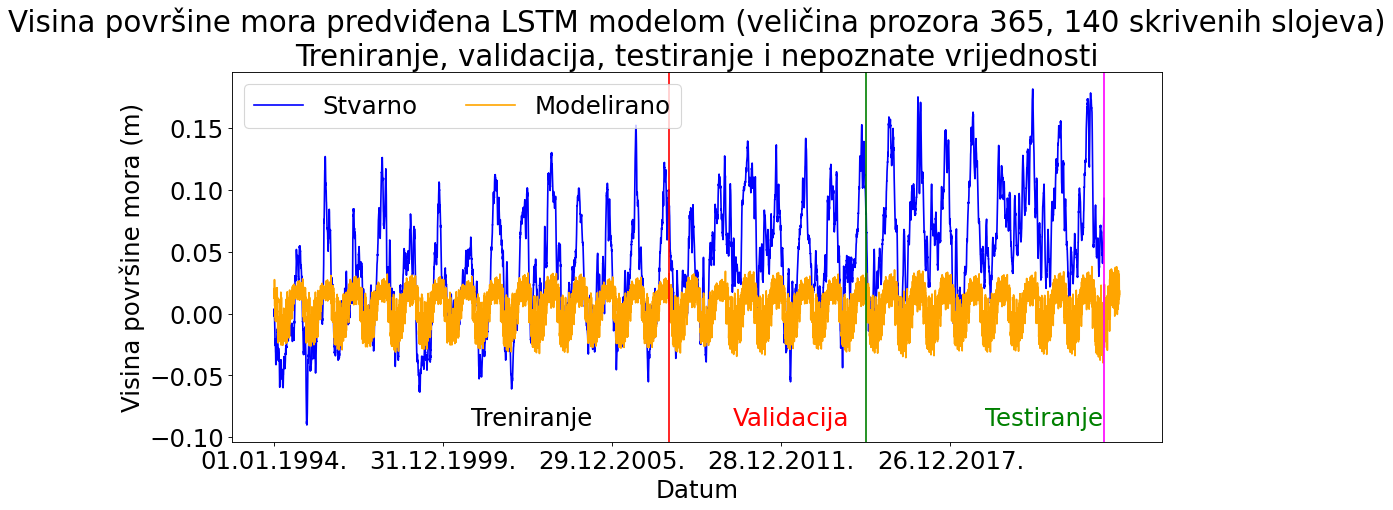 Visina površine mora predviđena LSTM modelom (veličina prozora 365, 140 skrivenih slojeva)
Treniranje, validacija, testiranje i nepoznate vrijednosti
Stvarno Modelirano
Visina površine mora (m)
0.15
0.10
0.05
0.00
−0.05
−0.10
Treniranje Validacija Testiranje
01.01.1994. 31.12.1999. 29.12.2005. 28.12.2011. 26.12.2017.
Datum